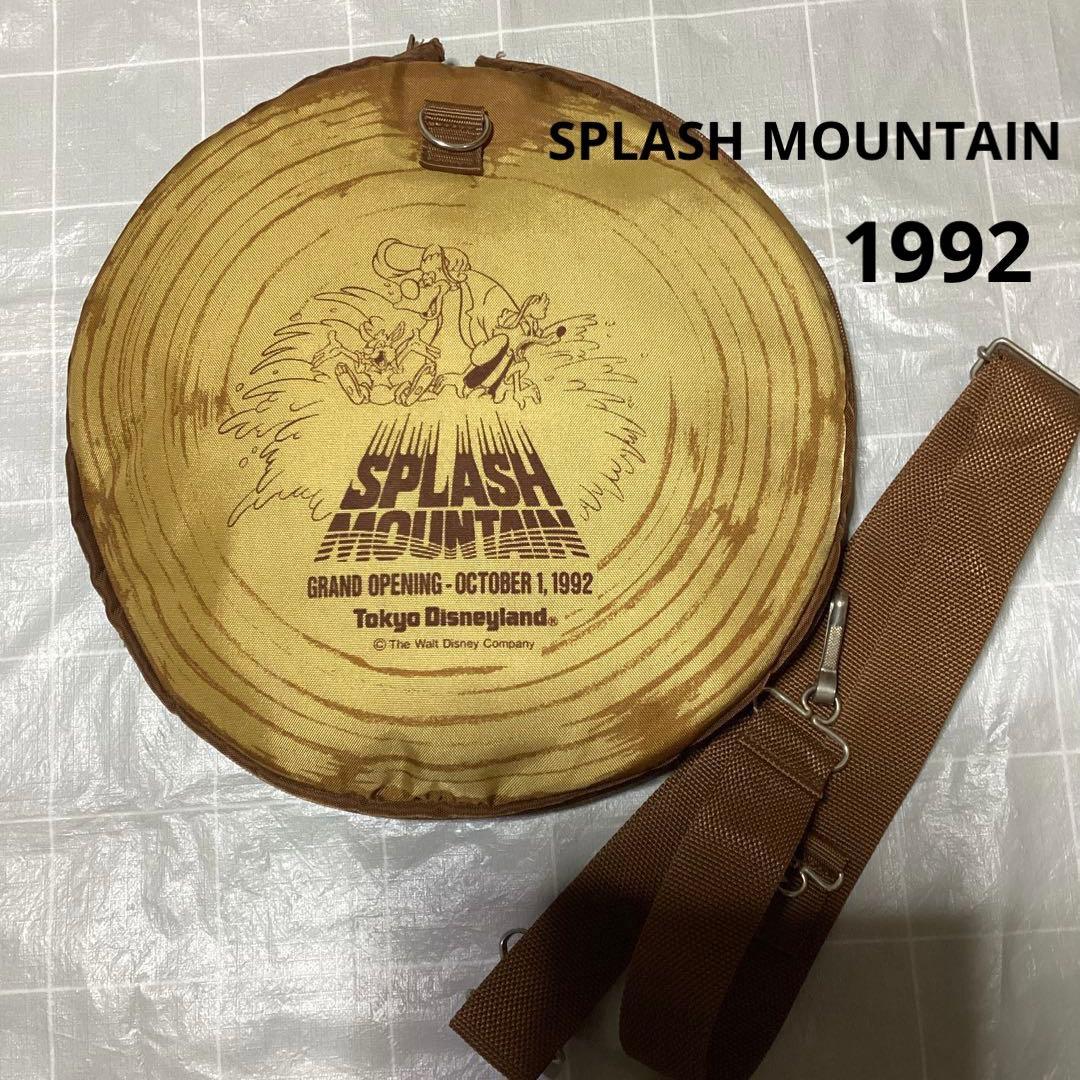 SPLASH MOUNTAIN
1992
SPLASH
MOUNTAIN
GRAND OPENING - OCTOBER 1, 1992
Tokyo Disneyland®
© The Walt Disney Company